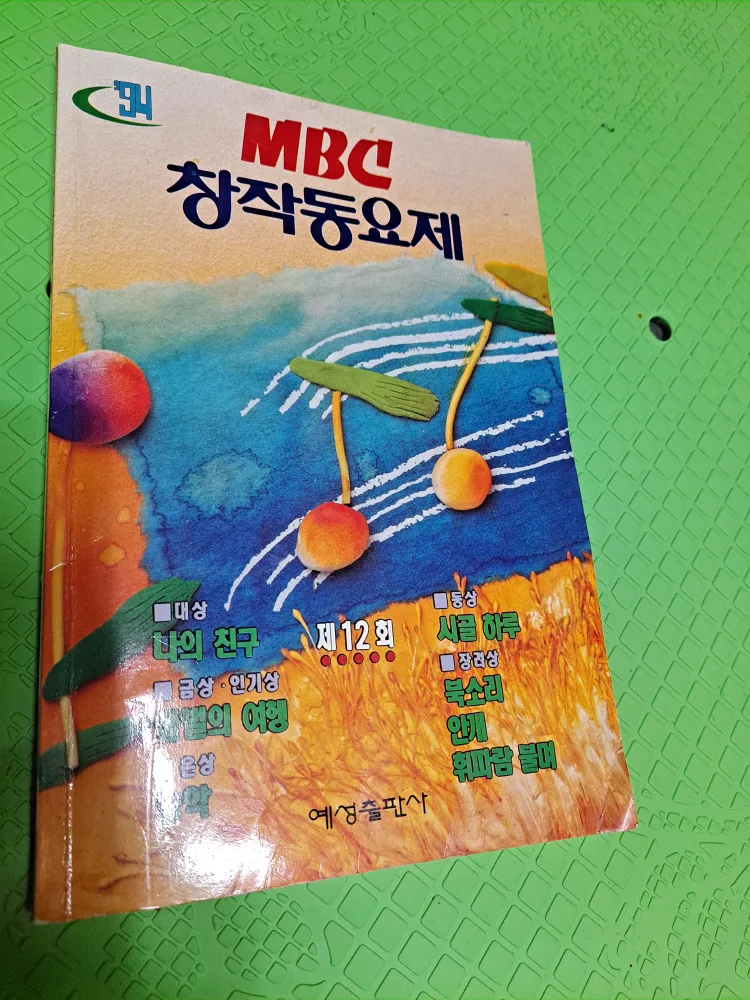 '94
MBC
창작동요제
■대상
나의 친구
■금상·인기상
여행
은상
제12회
■동상
시골 하루
■장려상
북소리
안개
휘파람 불며
예성출판사